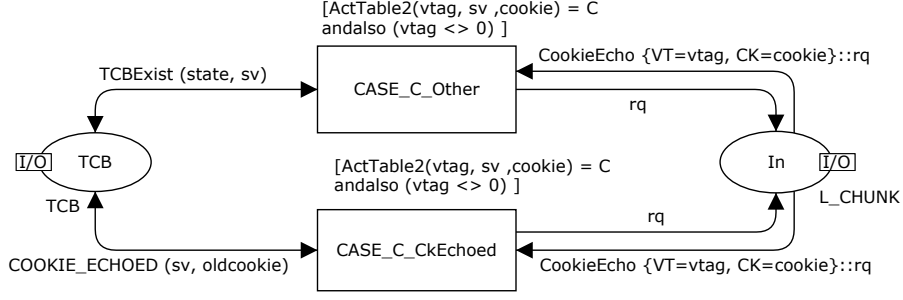 [ActTable2(vtag, sv ,cookie) = C
andalso (vtag <> 0) ]
CookieEcho {VT=vtag, CK=cookie}::rq
TCBExist (state, sv)
CASE_C_Other
rq
I/O
TCB
In
I/O
[ActTable2(vtag, sv ,cookie) = C
andalso (vtag <> 0) ]
TCB
L_CHUNK
rq
CASE_C_CkEchoed
COOKIE_ECHOED (sv, oldcookie)
CookieEcho {VT=vtag, CK=cookie}::rq